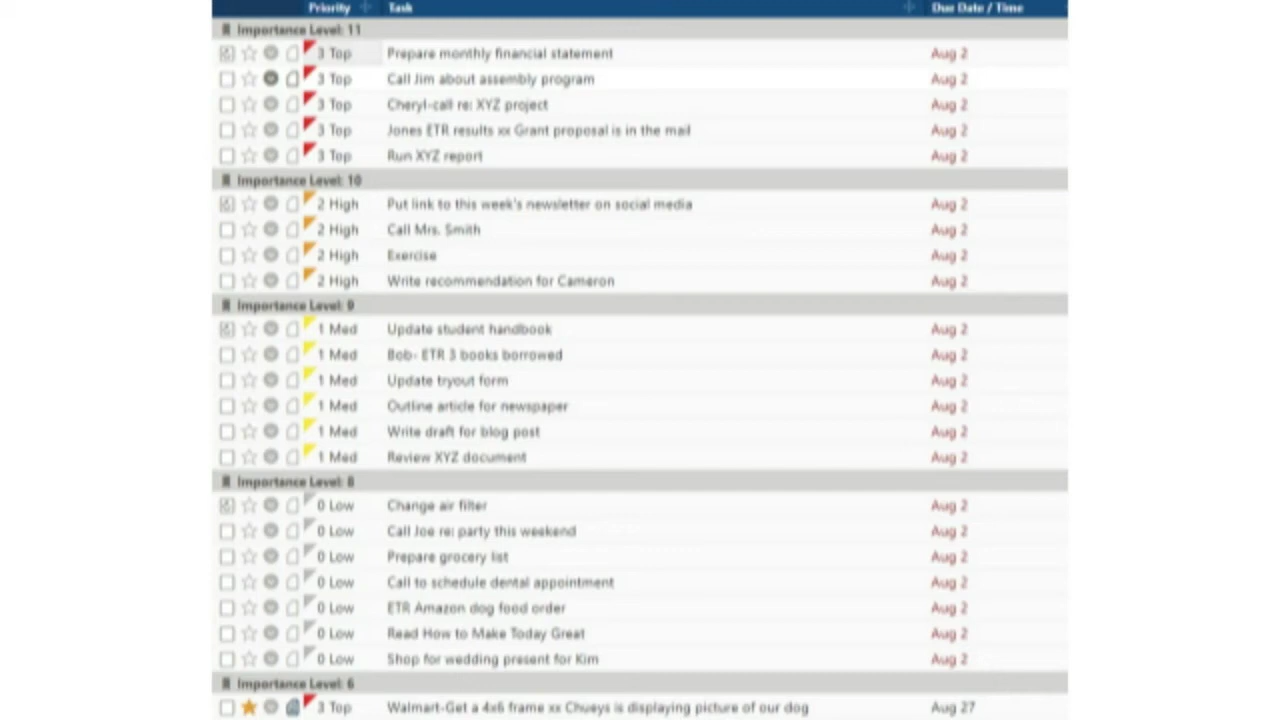 Priority Task Due Date / Time
Importance Level: 11
3 Top Prepare monthly financial statement Aug 2
3 Top Call Jim about assembly program Aug 2
3 Top Cheryl-call re: XYZ project Aug 2
3 Top Jones ETR results xx Grant proposal is in the mail Aug 2
3 Top Run XYZ report Aug 2
Importance Level: 10
2 High Put link to this week's newsletter on social media Aug 2
2 High Call Mrs. Smith Aug 2
2 High Exercise Aug 2
2 High Write recommendation for Cameron Aug 2
Importance Level: 9
1 Med Update student handbook Aug 2
1 Med Bob- ETR 3 books borrowed Aug 2
1 Med Update tryout form Aug 2
1 Med Outline article for newspaper Aug 2
1 Med Write draft for blog post Aug 2
1 Med Review XYZ document Aug 2
Importance Level: 8
0 Low Change air filter Aug 2
0 Low Call Joe re: party this weekend Aug 2
0 Low Prepare grocery list Aug 2
0 Low Call to schedule dental appointment Aug 2
0 Low ETR Amazon dog food order Aug 2
0 Low Read How to Make Today Great Aug 2
0 Low Shop for wedding present for Kim Aug 2
Importance Level: 6
3 Top Walmart-Get a 4x6 frame xx Chueys is displaying picture of our dog Aug 27